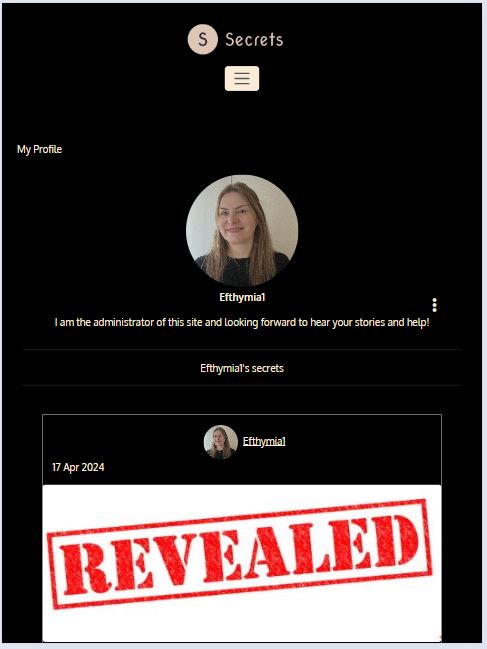 S Secrets
My Profile
Efthymia1
I am the administrator of this site and looking forward to hear your stories and help!
Efthymia1's secrets
Efthymia1
17 Apr 2024
REVEALED